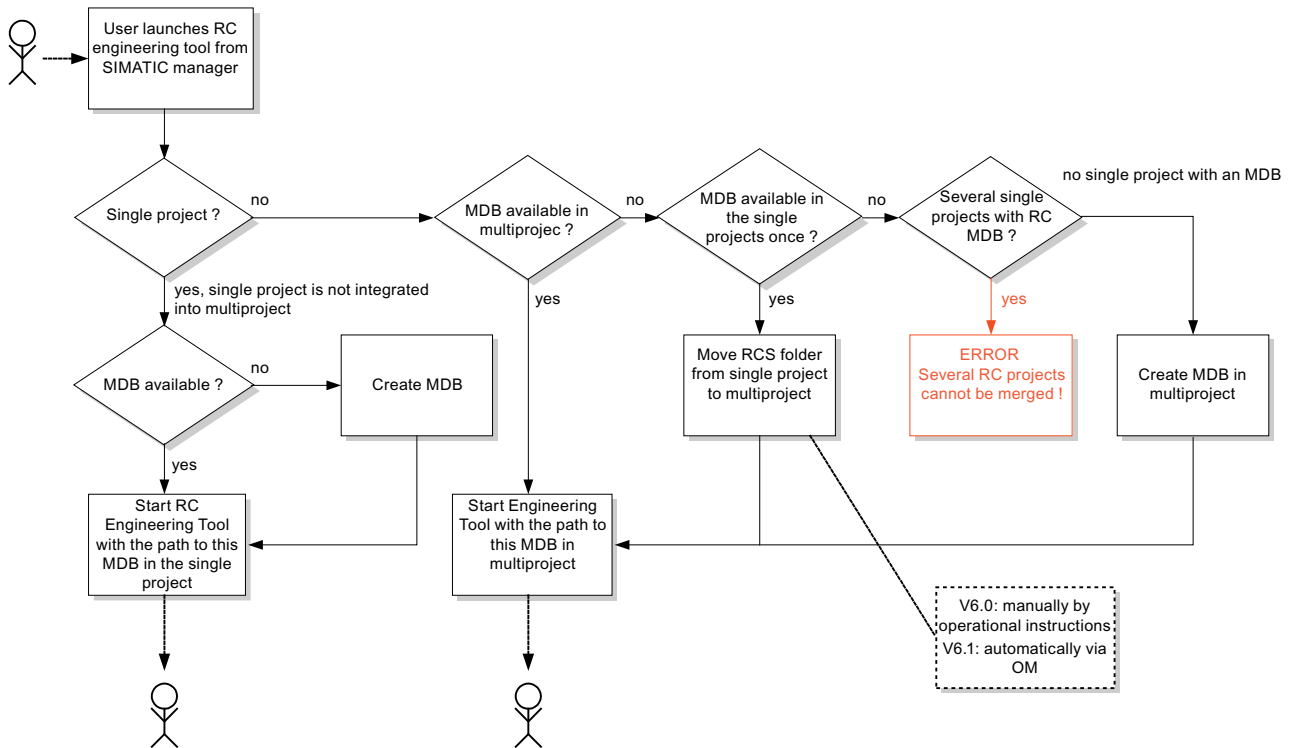 User launches RC
engineering tool from
SIMATIC manager
Single project ?
no
MDB available in
multiprojec ?
no
MDB available in
the single
projects once ?
no
Several single
projects with RC
MDB ?
no single project with an MDB
yes, single project is not integrated
into multiproject
yes
yes
yes
MDB available ?
no
Create MDB
Move RCS folder
from single project
to multiproject
ERROR
Several RC projects
cannot be merged !
Create MDB in
multiproject
yes
Start RC
Engineering Tool
with the path to this
MDB in the single
project
Start Engineering
Tool with the path to
this MDB in
multiproject
V6.0: manually by
operational instructions
V6.1: automatically via
OM